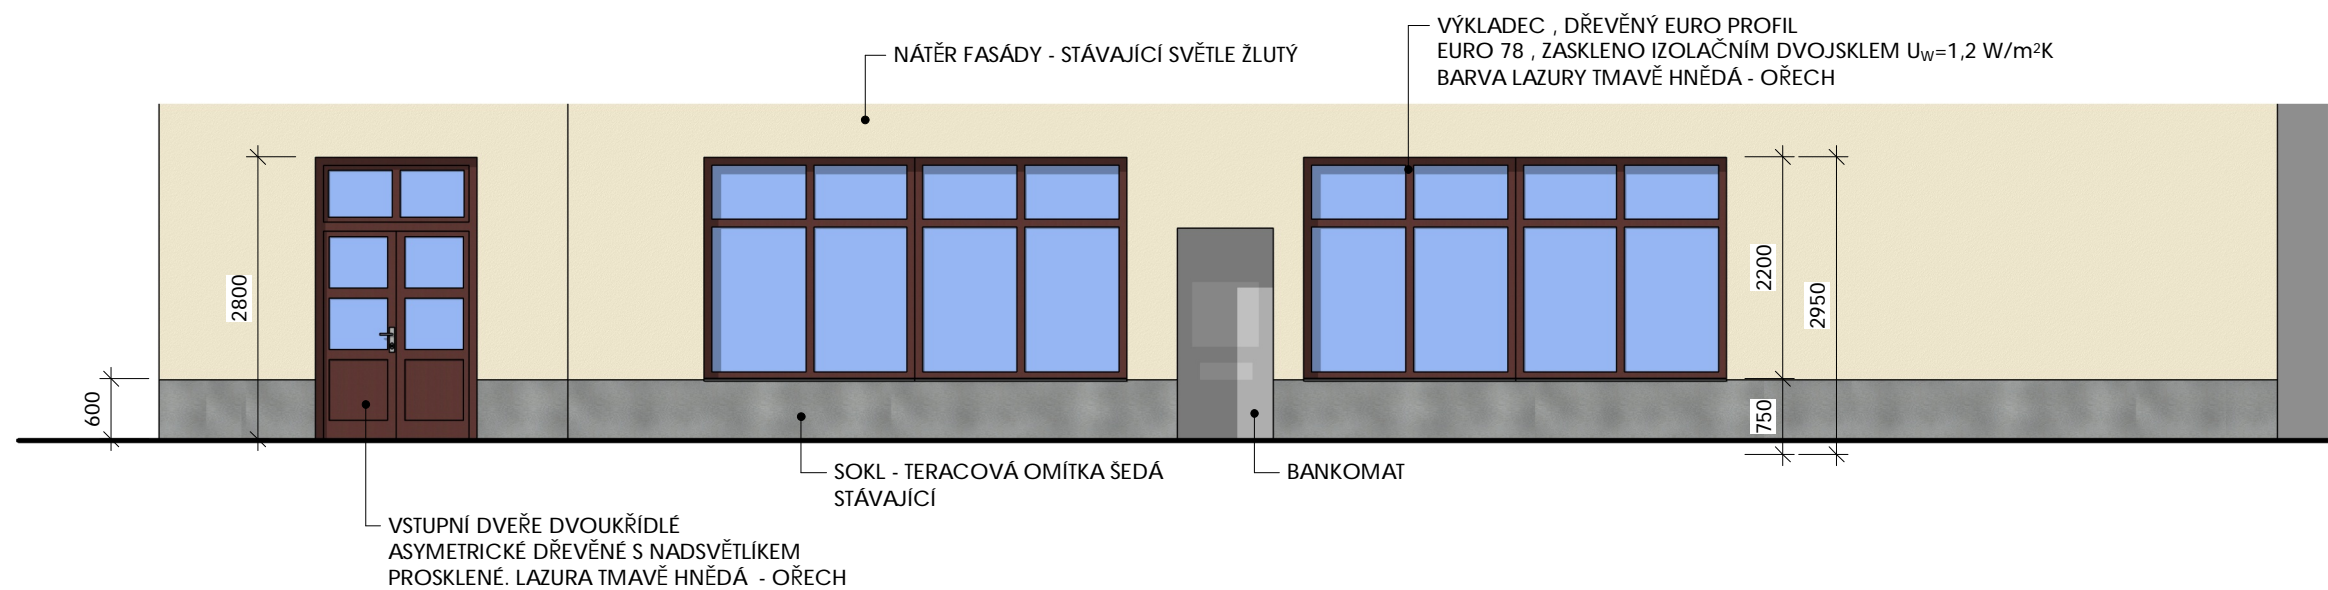 VÝKLADEC , DŘEVĚNÝ EURO PROFIL
EURO 78 , ZASKLENO IZOLAČNÍM DVOJSKLEM UW=1,2 W/m²K
BARVA LAZURY TMAVĚ HNĚDÁ - OŘECH
NÁTĚR FASÁDY - STÁVAJÍCÍ SVĚTLE ŽLUTÝ
2800
600
2200
2950
750
SOKL - TERACOVÁ OMÍTKA ŠEDÁ
STÁVAJÍCÍ
BANKOMAT
VSTUPNÍ DVEŘE DVOUKŘÍDLÉ
ASYMETRICKÉ DŘEVĚNÉ S NADSVĚTLÍKEM
PROSKLENÉ. LAZURA TMAVĚ HNĚDÁ - OŘECH